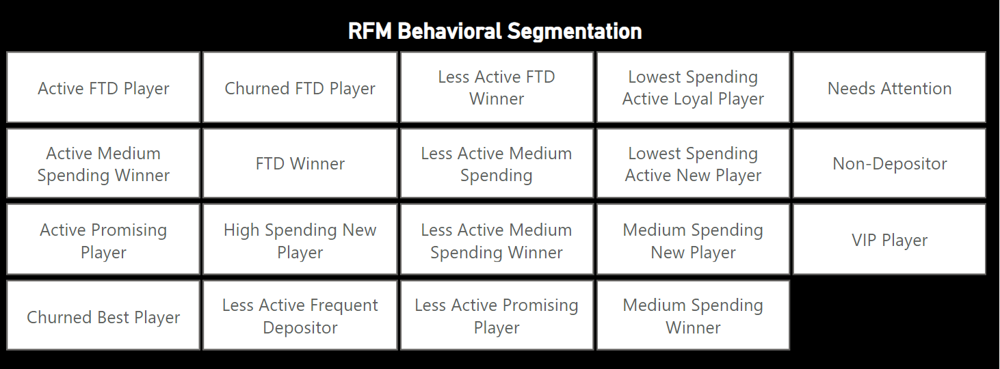 RFM Behavioral Segmentation
Active FTD Player
Churned FTD Player
Less Active FTD
Winner
Lowest Spending
Active Loyal Player
Needs Attention
Active Medium
Spending Winner
FTD Winner
Less Active Medium
Spending
Lowest Spending
Active New Player
Non-Depositor
Active Promising
Player
High Spending New
Player
Less Active Medium
Spending Winner
Medium Spending
New Player
VIP Player
Churned Best Player
Less Active Frequent
Depositor
Less Active Promising
Player
Medium Spending
Winner